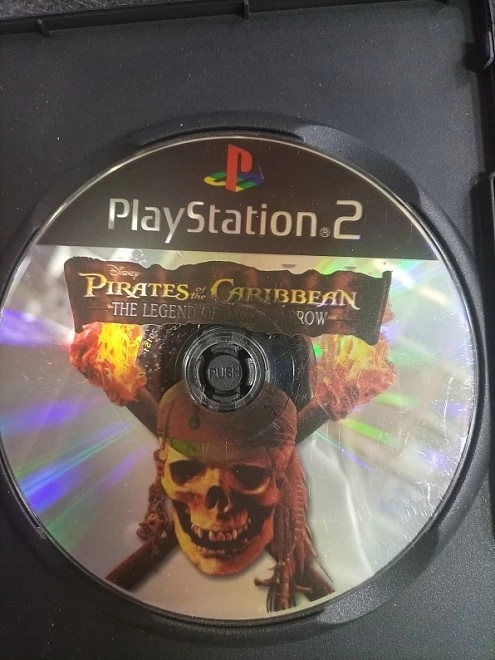 PlayStation®2
Disney
PIRATES of the CARIBBEAN
THE LEGEND OF
PUSH